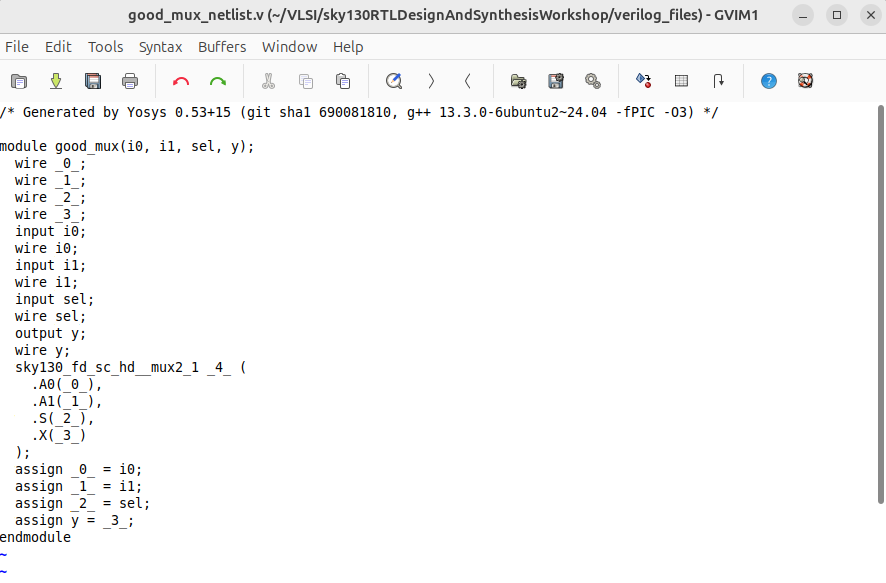 good_mux_netlist.v (~/VLSI/sky130RTLDesignAndSynthesisWorkshop/verilog_files) - GVIM1
File Edit Tools Syntax Buffers Window Help
/* Generated by Yosys 0.53+15 (git sha1 690081810, g++ 13.3.0-6ubuntu2~24.04 -fPIC -O3) */

module good_mux(i0, i1, sel, y);
  wire _0_;
  wire _1_;
  wire _2_;
  wire _3_;
  input i0;
  wire i0;
  input i1;
  wire i1;
  input sel;
  wire sel;
  output y;
  wire y;
  sky130_fd_sc_hd__mux2_1 _4_ (
    .A0(_0_),
    .A1(_1_),
    .S(_2_),
    .X(_3_)
  );
  assign _0_ = i0;
  assign _1_ = i1;
  assign _2_ = sel;
  assign y = _3_;
endmodule
~
~